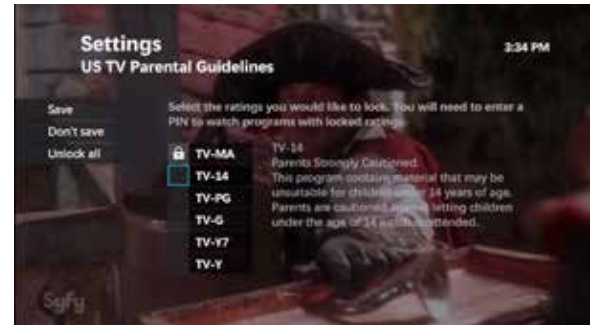 Settings
3:34 PM
US TV Parental Guidelines
Save
Don't save
Unlock all
Select the ratings you would like to lock. You will need to enter a
PIN to watch programs with locked ratings.
TV-MA
TV-14
TV-PG
TV-G
TV-Y7
TV-Y
TV-14
Parents Strongly Cautioned.
This program contains material that may be
unsuitable for children under 14 years of age.
Parents are cautioned against letting children
under the age of 14 watch unattended.
Syfy